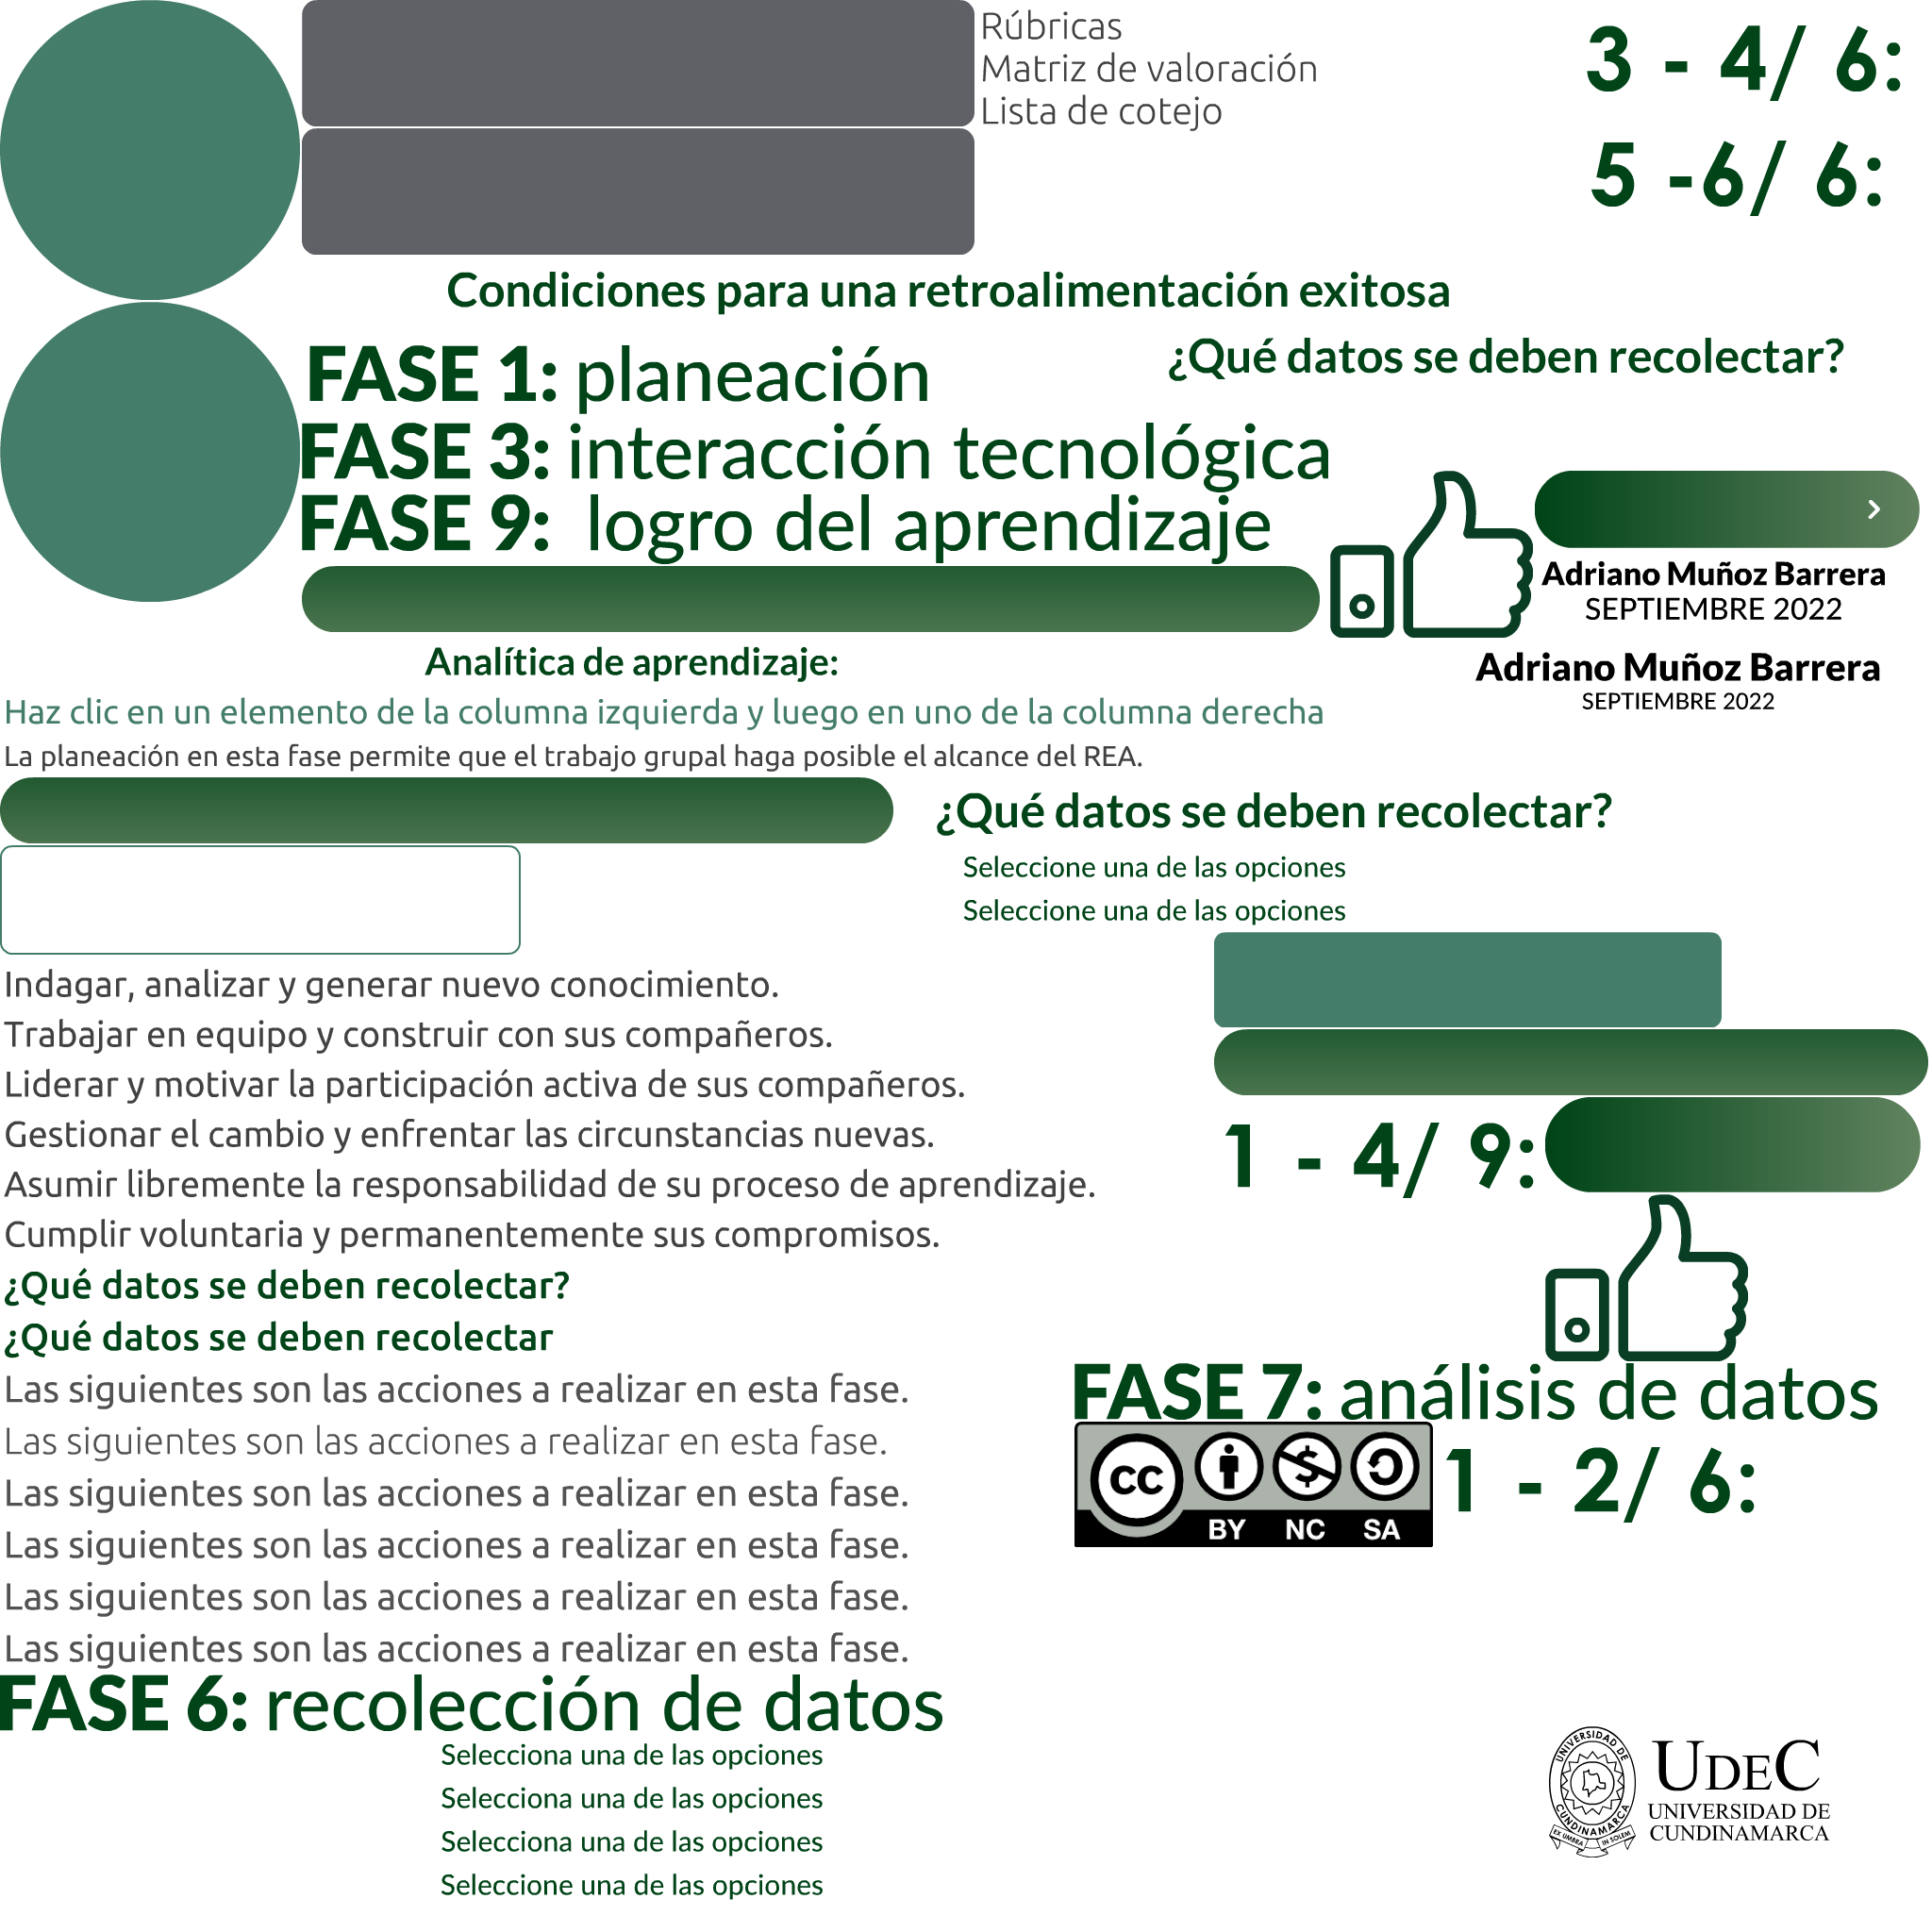 Rúbricas
Matriz de valoración
Lista de cotejo
3 - 4/ 6:
5 -6/ 6:
Condiciones para una retroalimentación exitosa
¿Qué datos se deben recolectar?
FASE 1: planeación
FASE 3: interacción tecnológica
FASE 9: logro del aprendizaje
Adriano Muñoz Barrera
SEPTIEMBRE 2022
Analítica de aprendizaje:
Adriano Muñoz Barrera
SEPTIEMBRE 2022
Haz clic en un elemento de la columna izquierda y luego en uno de la columna derecha
La planeación en esta fase permite que el trabajo grupal haga posible el alcance del REA.
¿Qué datos se deben recolectar?
Seleccione una de las opciones
Seleccione una de las opciones
Indagar, analizar y generar nuevo conocimiento.
Trabajar en equipo y construir con sus compañeros.
Liderar y motivar la participación activa de sus compañeros.
Gestionar el cambio y enfrentar las circunstancias nuevas.
Asumir libremente la responsabilidad de su proceso de aprendizaje.
Cumplir voluntaria y permanentemente sus compromisos.
1 - 4/ 9:
¿Qué datos se deben recolectar?
¿Qué datos se deben recolectar
Las siguientes son las acciones a realizar en esta fase.
Las siguientes son las acciones a realizar en esta fase.
Las siguientes son las acciones a realizar en esta fase.
Las siguientes son las acciones a realizar en esta fase.
Las siguientes son las acciones a realizar en esta fase.
Las siguientes son las acciones a realizar en esta fase.
FASE 7: análisis de datos
cc
BY NC SA
1 - 2/ 6:
FASE 6: recolección de datos
Selecciona una de las opciones
Selecciona una de las opciones
Selecciona una de las opciones
Seleccione una de las opciones
UNIVERSIDAD DE
CUNDINAMARCA
EX UMBRA IN SOLEM
UDEC
UNIVERSIDAD DE
CUNDINAMARCA